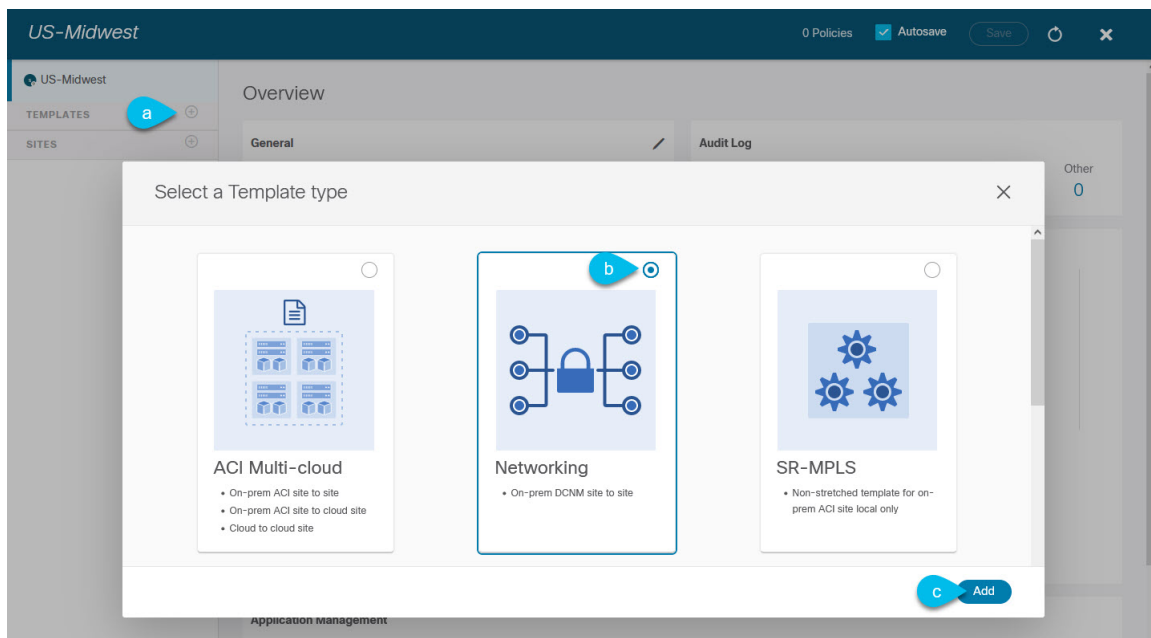 US-Midwest
0 Policies
Autosave
Save
US-Midwest
TEMPLATES
a
SITES
Overview
General
Audit Log
Other
0
Select a Template type
b
ACI Multi-cloud
• On-prem ACI site to site
• On-prem ACI site to cloud site
• Cloud to cloud site
Networking
• On-prem DCNM site to site
SR-MPLS
• Non-stretched template for on-
prem ACI site local only
c
Add
Application Management